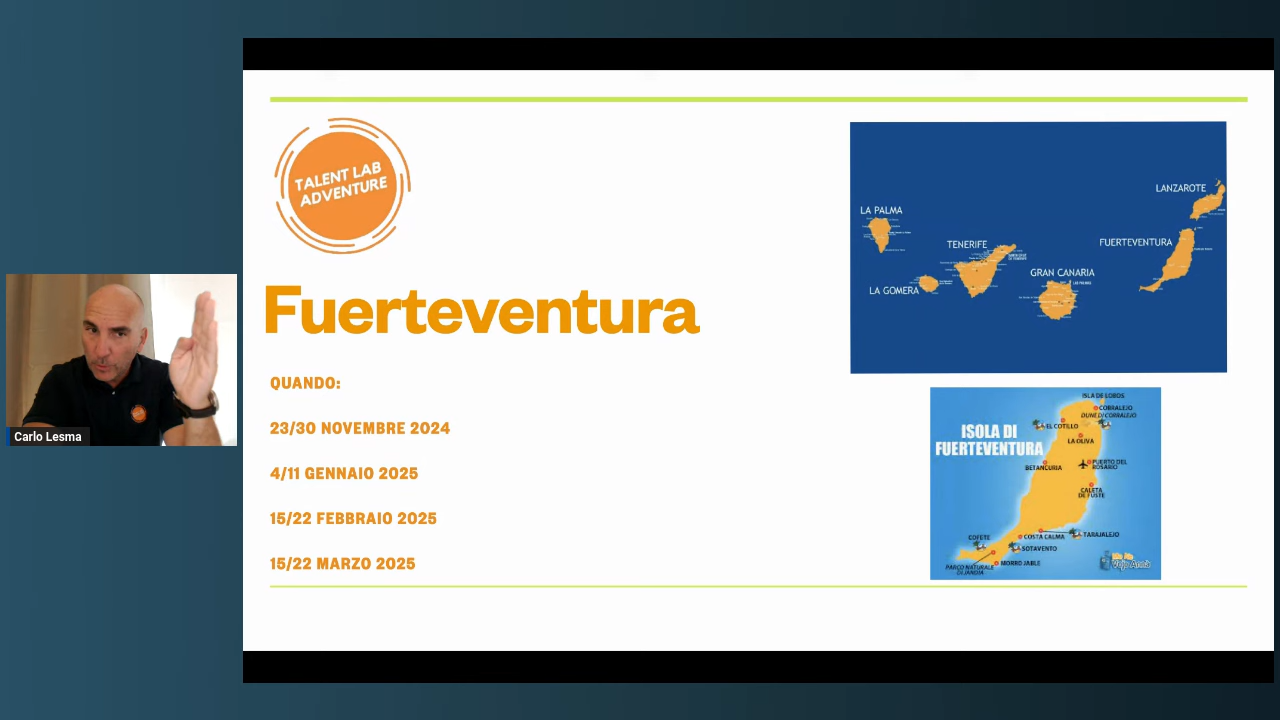 TALENT LAB
ADVENTURE
Fuerteventura
QUANDO:
23/30 NOVEMBRE 2024
4/11 GENNAIO 2025
15/22 FEBBRAIO 2025
15/22 MARZO 2025
LANZAROTE
LA PALMA
FUERTEVENTURA
TENERIFE
GRAN CANARIA
LA GOMERA
ISLA DE LOBOS
COBRALEJO
DUNE DI CORRALEJO
EL COTILLO
ISOLA DI
FUERTEVENTURA
LA OLIVA
BETANCURIA
PUERTO DEL
ROSARIO
CALETA
DE FUSTE
COFETE
COSTA CALMA
TARAJALEJO
SOTAVENTO
MORRO JABLE
PARCO NATURALE
DI JANDIA
Carlo Lesma